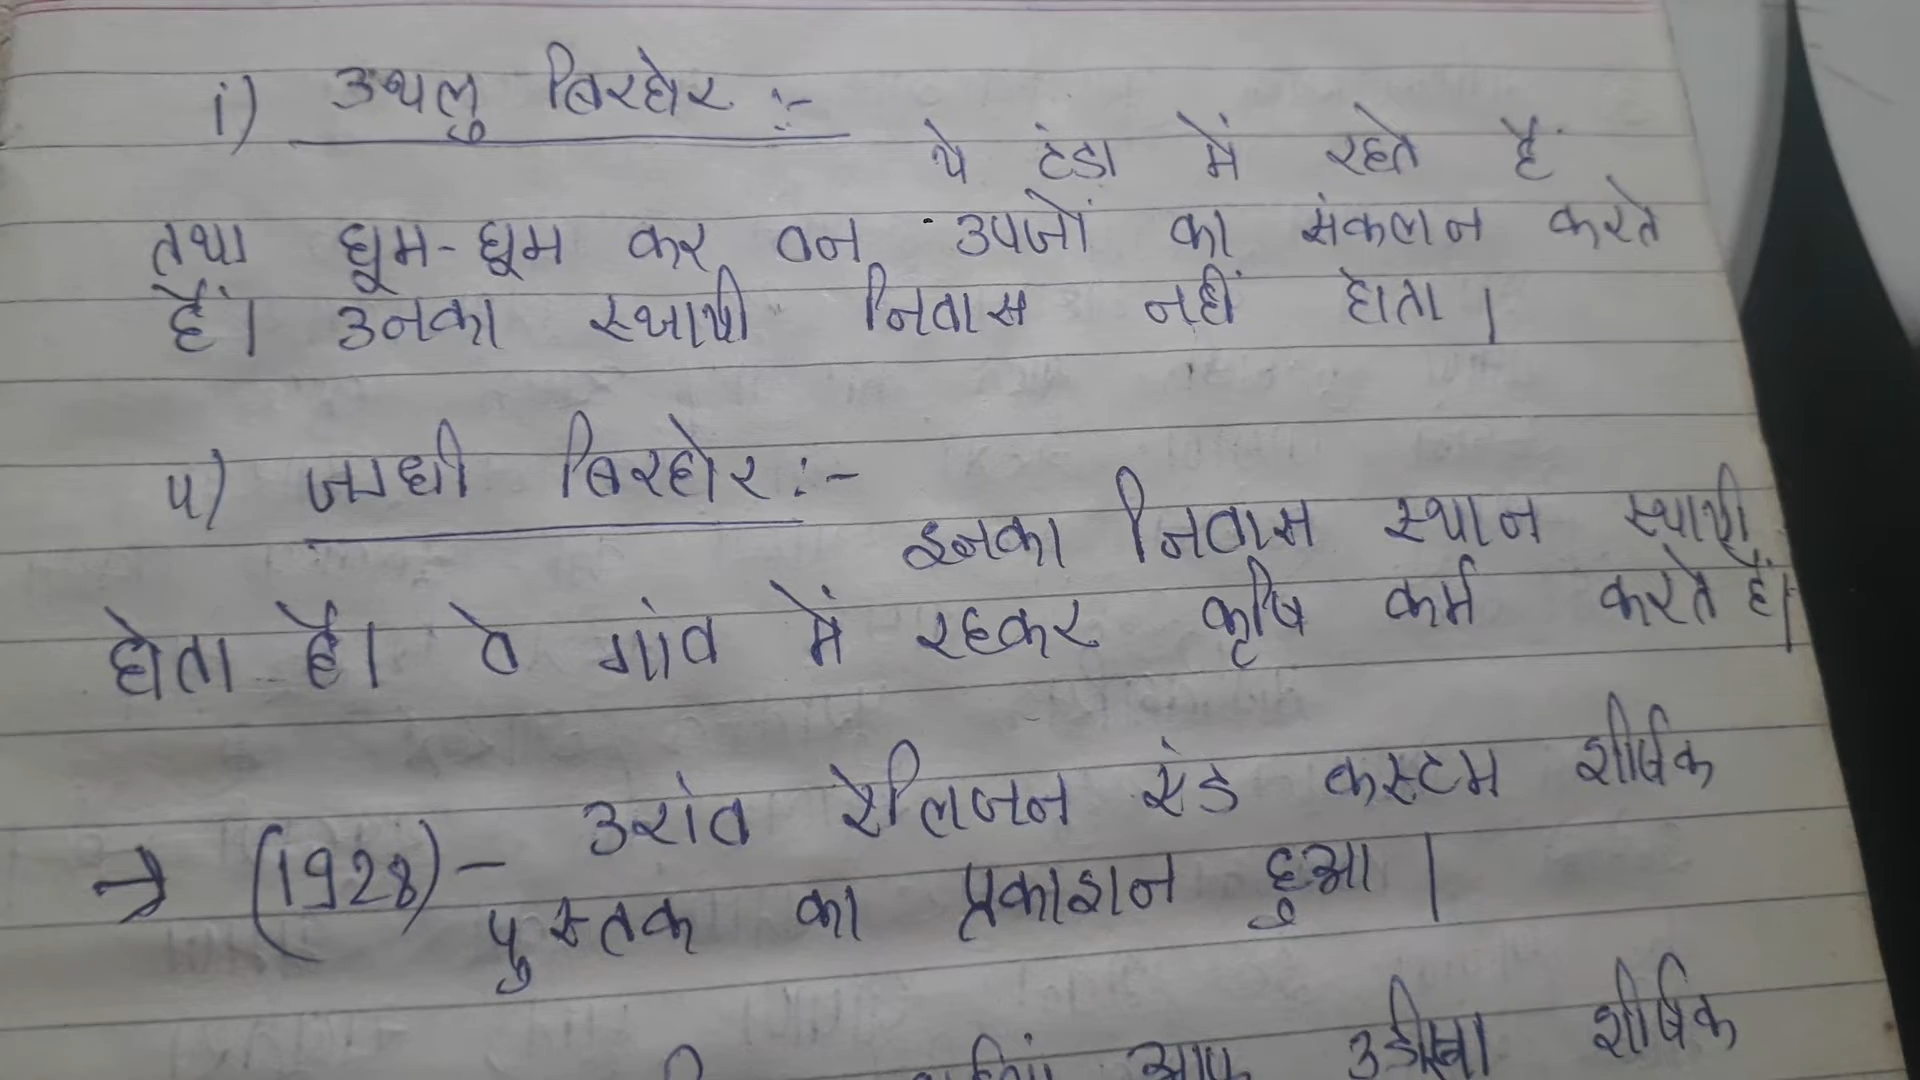 i) उथलु बिरहोर :-
ये टंडा में रहते हैं
तथा घूम-घूम कर वन उपजों का संकलन करते
हैं। उनका स्थायी निवास नहीं होता।
ii) जाघी बिरहोर :-
इनका निवास स्थान स्थायी
होता है। वे गांव में रहकर कृषि कर्म करते हैं।
→ (1928) - उरांव रेलिजन एंड कस्टम शीर्षक
पुस्तक का प्रकाशन हुआ।
आफ उडीसा शीर्षक